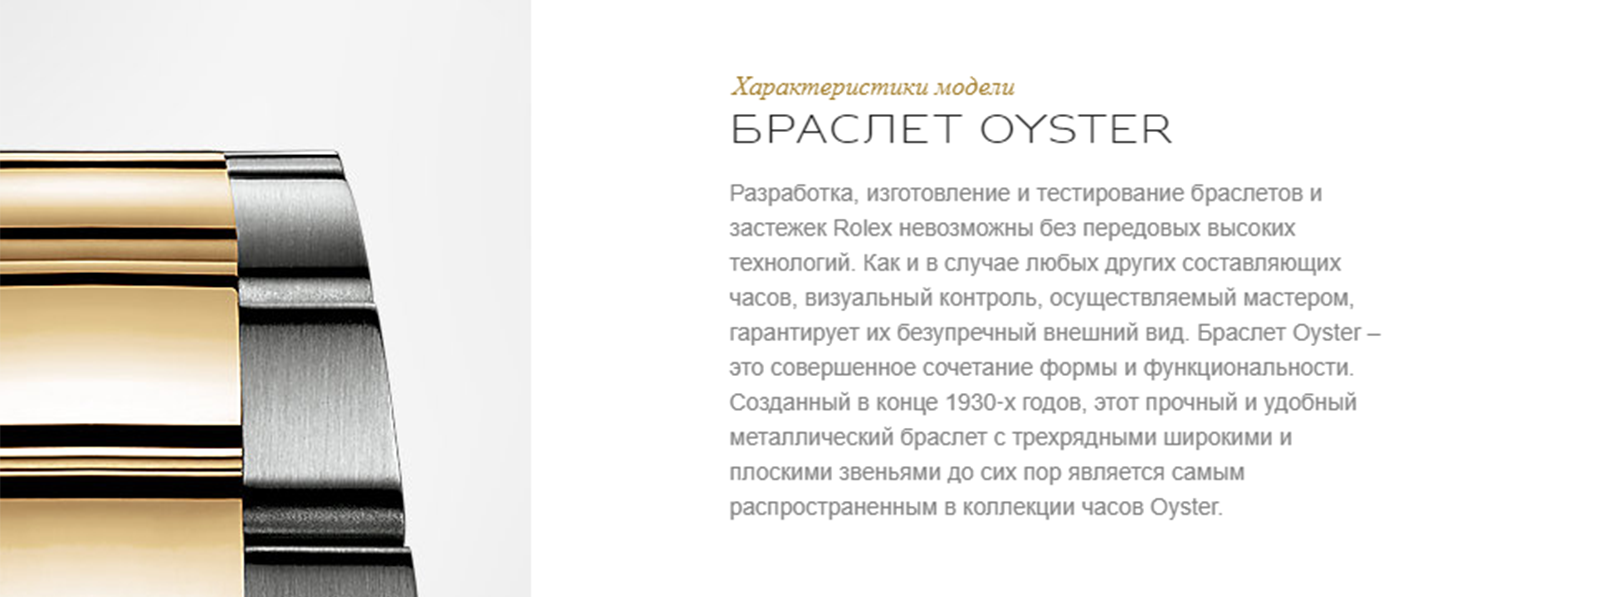 Характеристики модели
БРАСЛЕТ OYSTER
Разработка, изготовление и тестирование браслетов и
застежек Rolex невозможны без передовых высоких
технологий. Как и в случае любых других составляющих
часов, визуальный контроль, осуществляемый мастером,
гарантирует их безупречный внешний вид. Браслет Oyster –
это совершенное сочетание формы и функциональности.
Созданный в конце 1930-х годов, этот прочный и удобный
металлический браслет с трехрядными широкими и
плоскими звеньями до сих пор является самым
распространенным в коллекции часов Oyster.